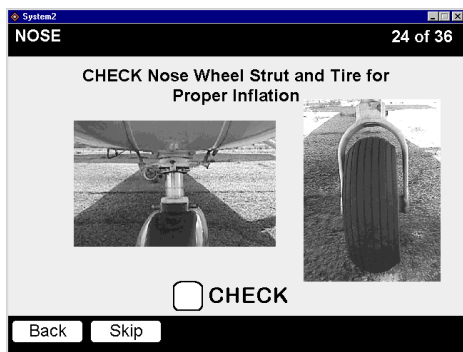 System2
NOSE
24 of 36
CHECK Nose Wheel Strut and Tire for
Proper Inflation
CHECK
Back
Skip